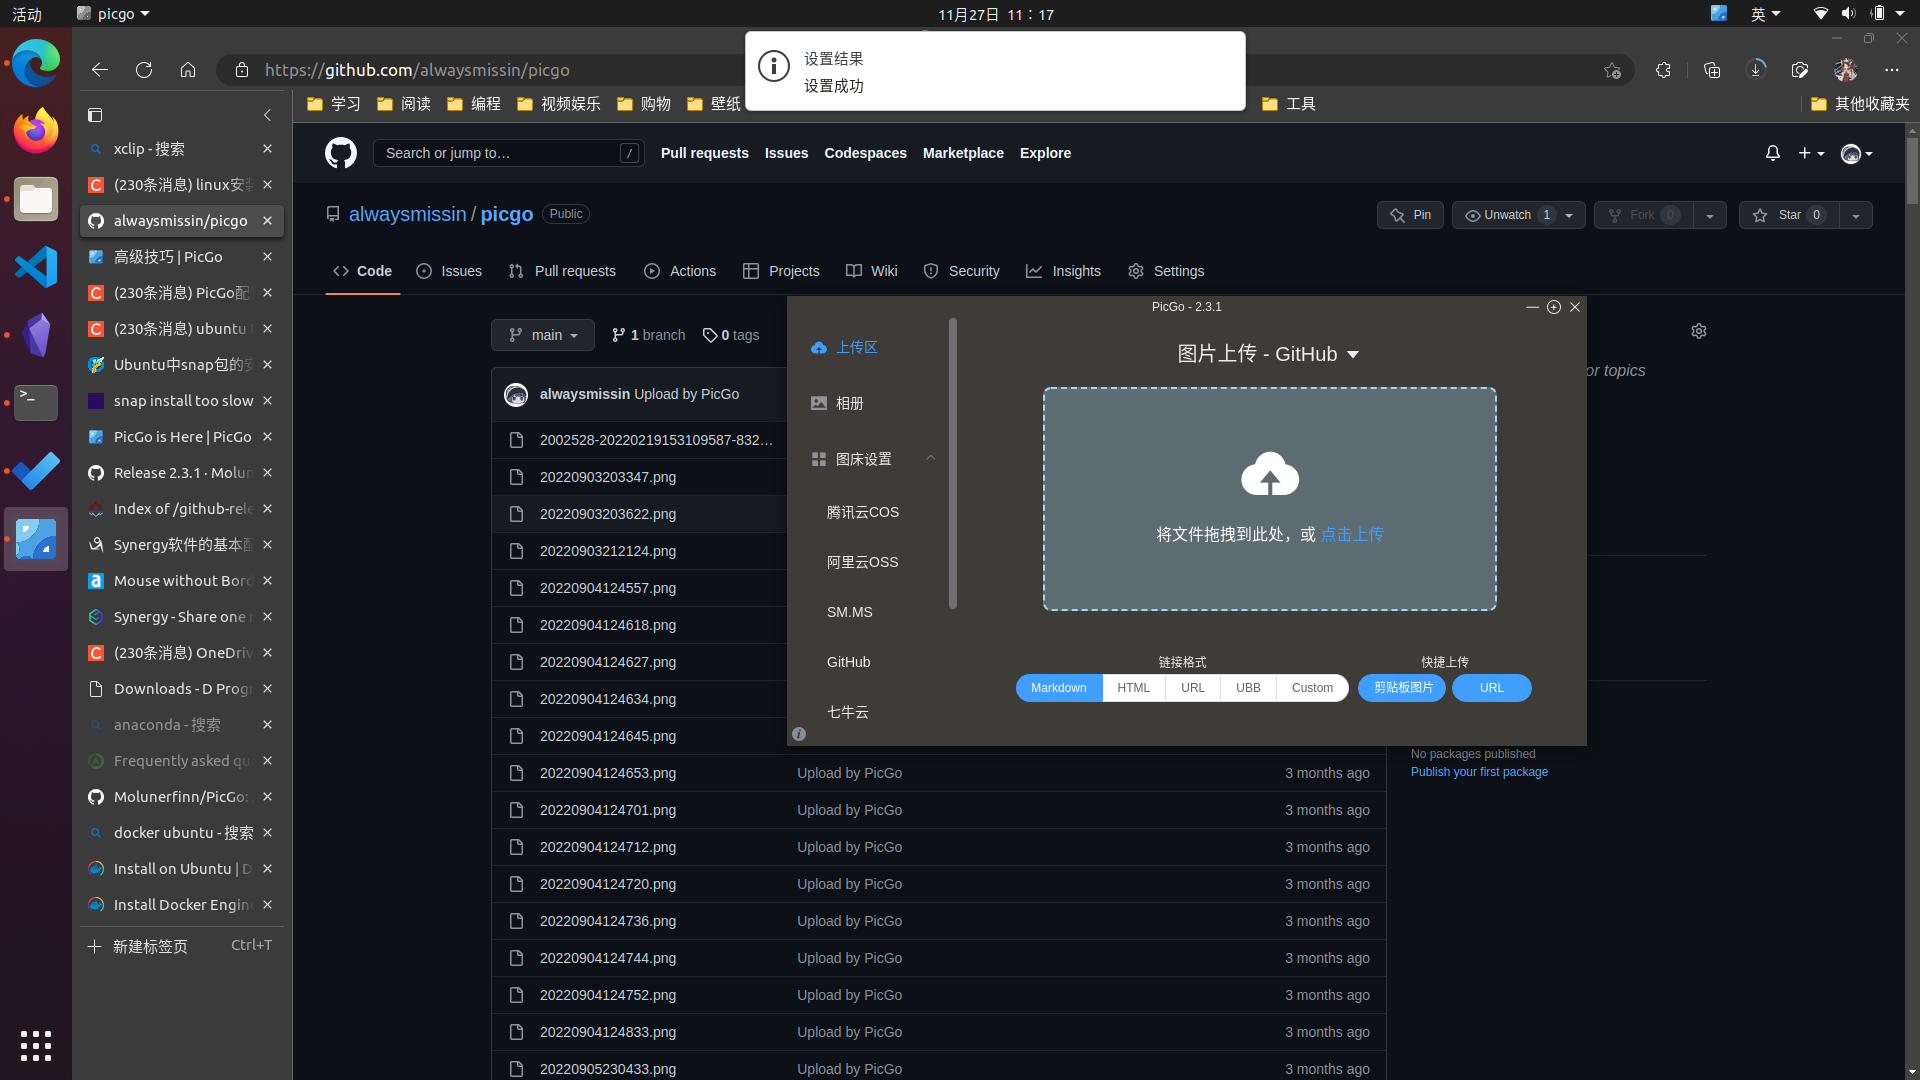 活动
picgo
11月27日 11：17
英
设置结果
设置成功
https://github.com/alwaysmissin/picgo
学习
阅读
编程
视频娱乐
购物
壁纸
工具
其他收藏夹
xclip - 搜索
(230条消息) linux安装
alwaysmissin/picgo
高级技巧 | PicGo
(230条消息) PicGo配
(230条消息) ubuntu
Ubuntu中snap包的安
snap install too slow
PicGo is Here | PicGo
Release 2.3.1 · Molun
Index of /github-rele
Synergy软件的基本配
Mouse without Bord
Synergy - Share one
(230条消息) OneDriv
Downloads - D Prog
anaconda - 搜索
Frequently asked qu
Molunerfinn/PicGo:
docker ubuntu - 搜索
Install on Ubuntu | D
Install Docker Engin
新建标签页 Ctrl+T
Search or jump to…
/
Pull requests
Issues
Codespaces
Marketplace
Explore
alwaysmissin / picgo
Public
Pin
Unwatch 1
Fork 0
Star 0
Code
Issues
Pull requests
Actions
Projects
Wiki
Security
Insights
Settings
main
1 branch
0 tags
alwaysmissin Upload by PicGo
2002528-20220219153109587-832…
20220903203347.png
20220903203622.png
20220903212124.png
20220904124557.png
20220904124618.png
20220904124627.png
20220904124634.png
20220904124645.png
20220904124653.png Upload by PicGo 3 months ago
20220904124701.png Upload by PicGo 3 months ago
20220904124712.png Upload by PicGo 3 months ago
20220904124720.png Upload by PicGo 3 months ago
20220904124736.png Upload by PicGo 3 months ago
20220904124744.png Upload by PicGo 3 months ago
20220904124752.png Upload by PicGo 3 months ago
20220904124833.png Upload by PicGo 3 months ago
20220905230433.png Upload by PicGo 3 months ago
or topics
No packages published
Publish your first package
PicGo - 2.3.1
上传区
相册
图床设置
腾讯云COS
阿里云OSS
SM.MS
GitHub
七牛云
图片上传 - GitHub
将文件拖拽到此处，或 点击上传
链接格式
Markdown
HTML
URL
UBB
Custom
快捷上传
剪贴板图片
URL